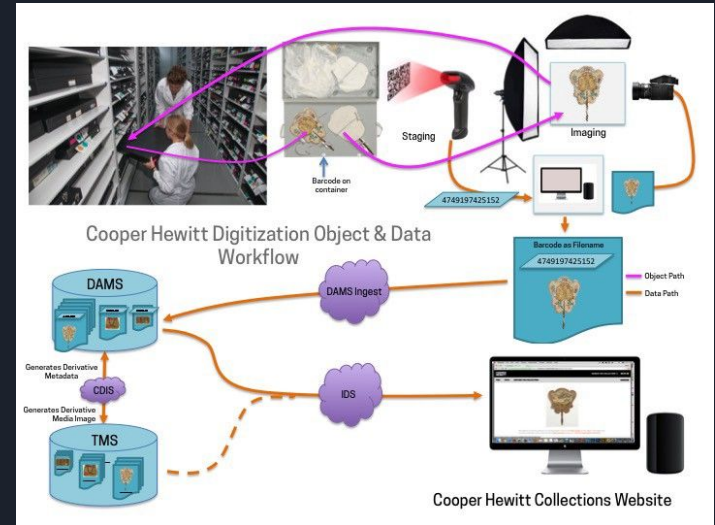 Staging
Imaging
Barcode on
container
4749197425152
Cooper Hewitt Digitization Object & Data
Workflow
Barcode as Filename
4749197425152
Object Path
Data Path
DAMS
DAMS Ingest
Generates Derivative
Metadata
CDIS
Generates Derivative
Media Image
IDS
TMS
Cooper Hewitt Collections Website